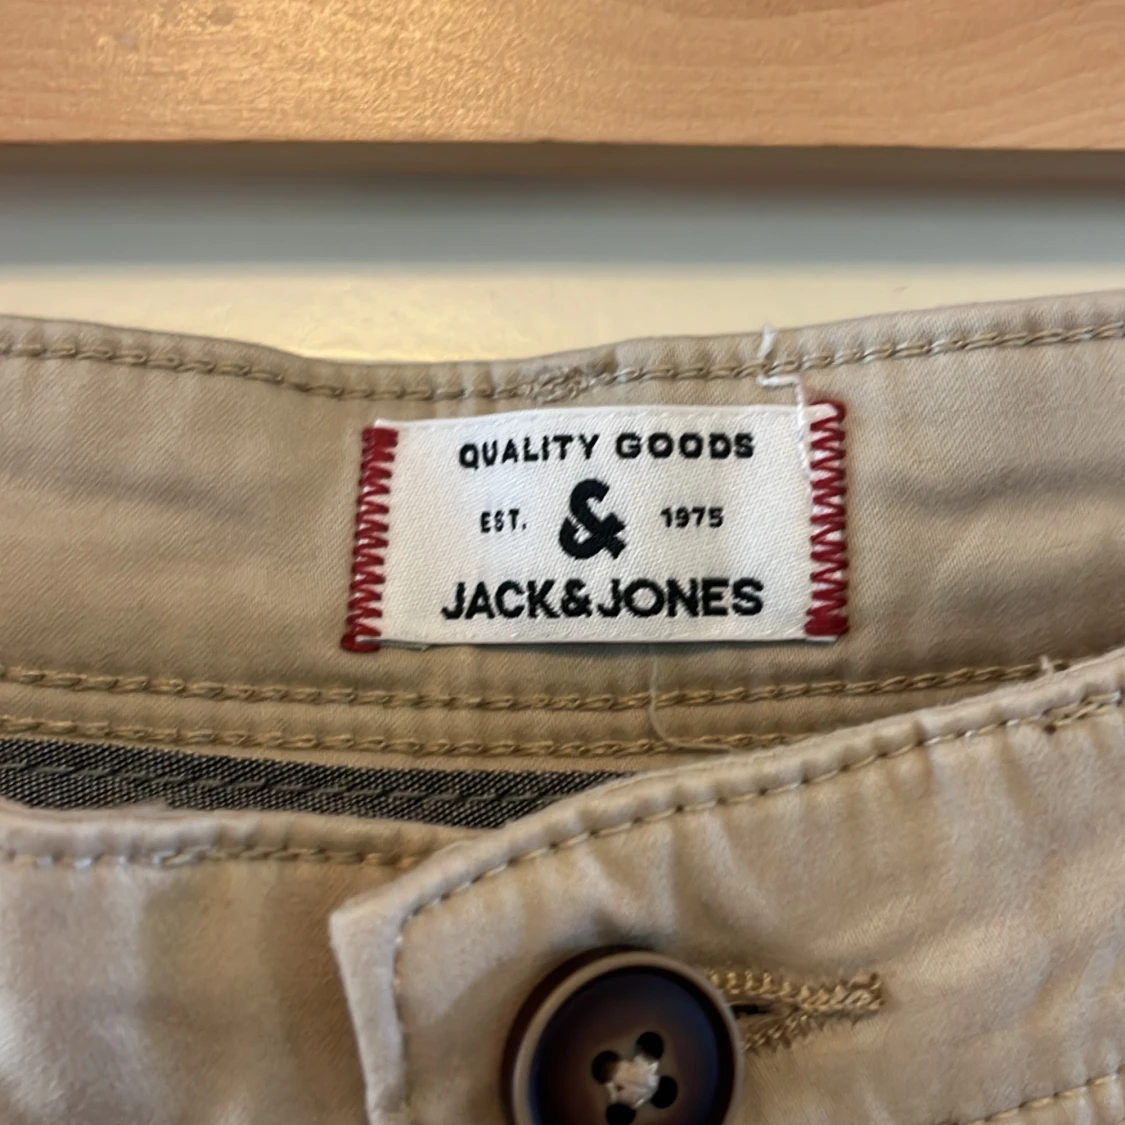 QUALITY GOODS
EST. & 1975
JACK&JONES